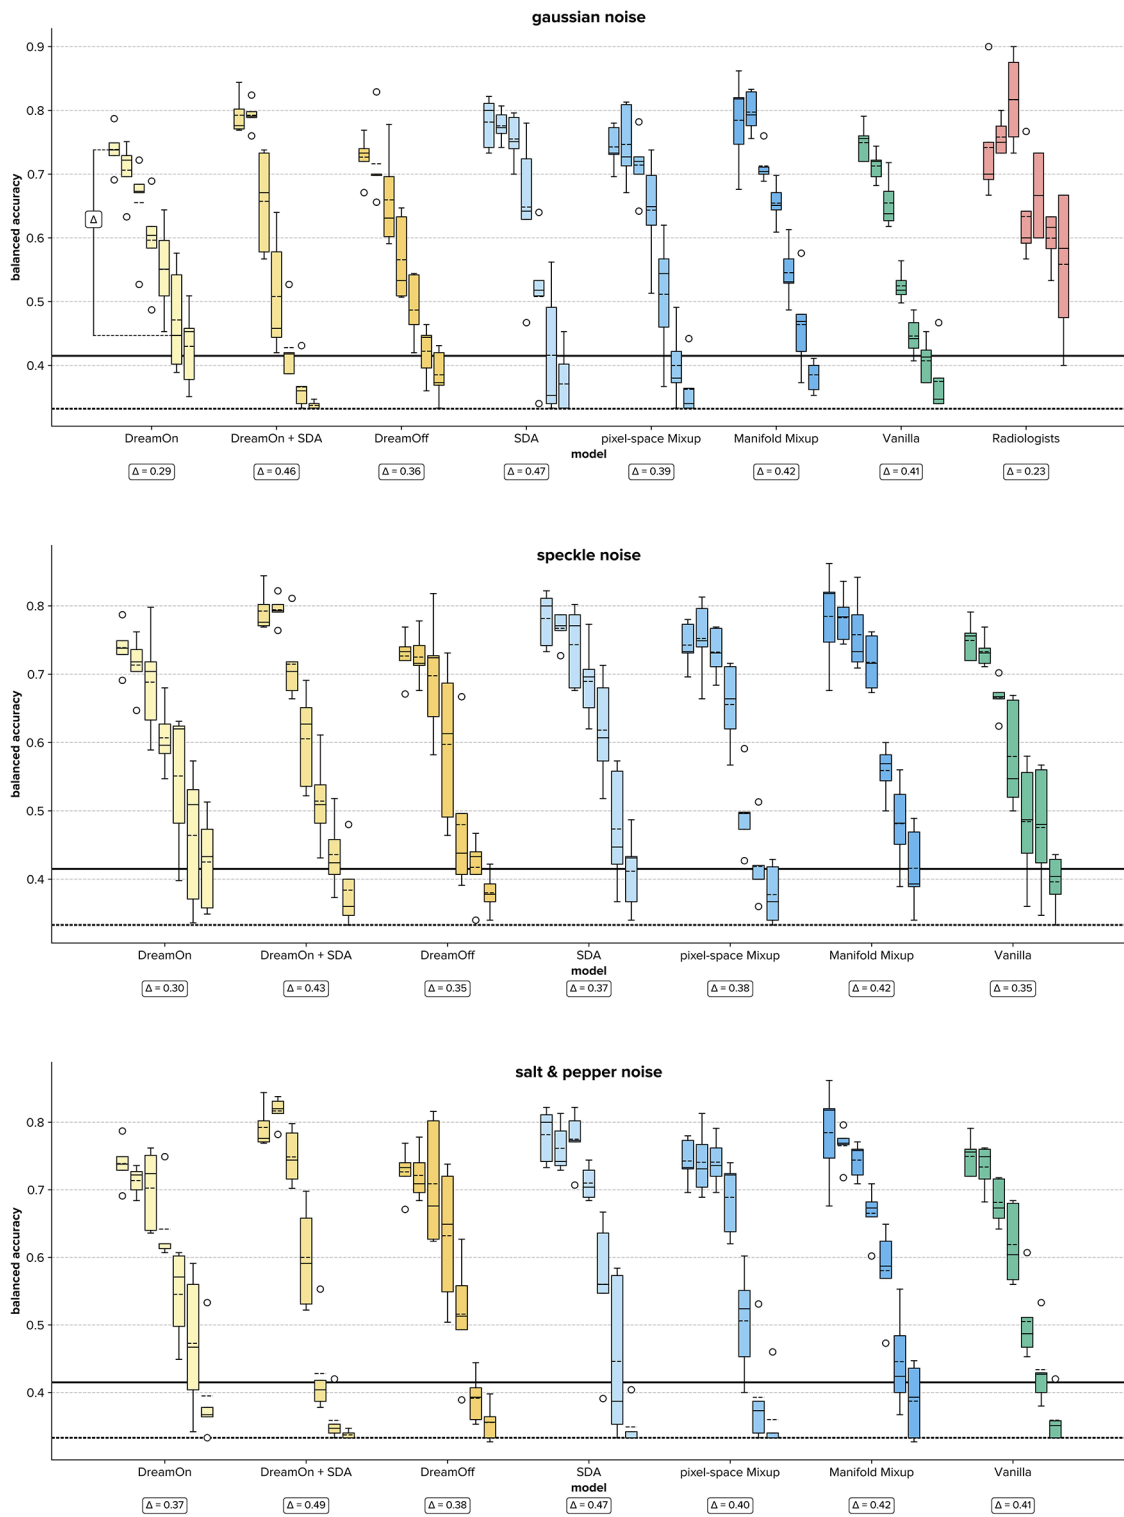 gaussian noise
0.9
0.8
0.7
0.6
0.5
0.4
balanced accuracy
Δ
DreamOn DreamOn + SDA DreamOff SDA pixel-space Mixup Manifold Mixup Vanilla Radiologists
model
Δ = 0.29 Δ = 0.46 Δ = 0.36 Δ = 0.47 Δ = 0.39 Δ = 0.42 Δ = 0.41 Δ = 0.23
speckle noise
0.8
0.7
0.6
0.5
0.4
balanced accuracy
DreamOn DreamOn + SDA DreamOff SDA pixel-space Mixup Manifold Mixup Vanilla
model
Δ = 0.30 Δ = 0.43 Δ = 0.35 Δ = 0.37 Δ = 0.38 Δ = 0.42 Δ = 0.35
salt & pepper noise
0.8
0.7
0.6
0.5
0.4
balanced accuracy
DreamOn DreamOn + SDA DreamOff SDA pixel-space Mixup Manifold Mixup Vanilla
model
Δ = 0.37 Δ = 0.49 Δ = 0.38 Δ = 0.47 Δ = 0.40 Δ = 0.42 Δ = 0.41